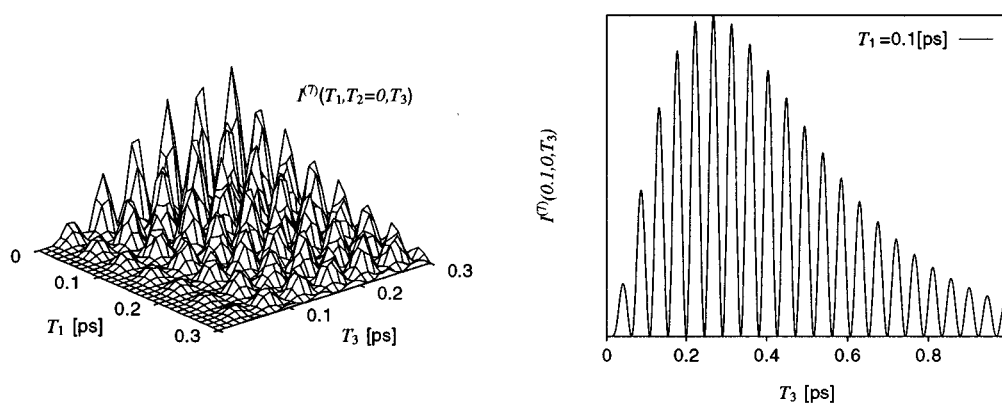 I⁽⁷⁾(T₁,T₂=0,T₃)
0
0.1
0.2
0.3
T₁ [ps]
0.1
0.2
0.3
T₃ [ps]
T₁=0.1[ps]
I⁽⁷⁾(0.1,0,T₃)
0 0.2 0.4 0.6 0.8
T₃ [ps]